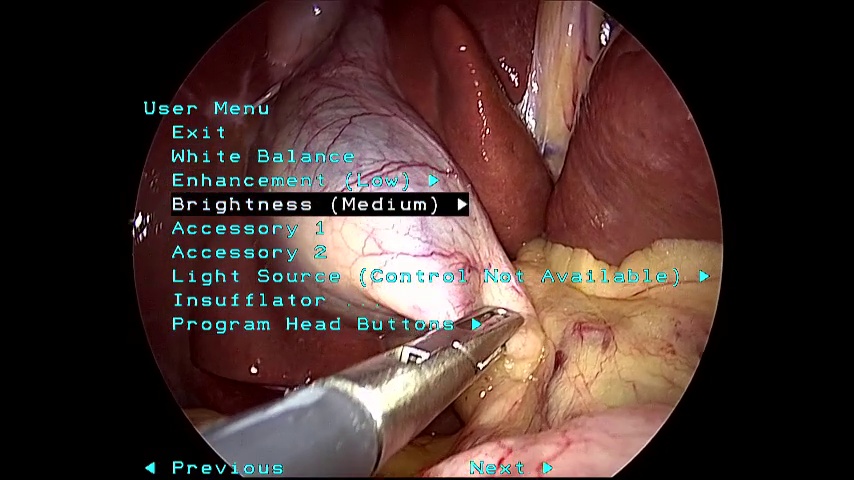 User Menu
Exit
White Balance
Enhancement (Low) ►
Brightness (Medium) ►
Accessory 1
Accessory 2
Light Source (Control Not Available) ►
Insufflator ...
Program Head Buttons ►
◄ Previous Next ►